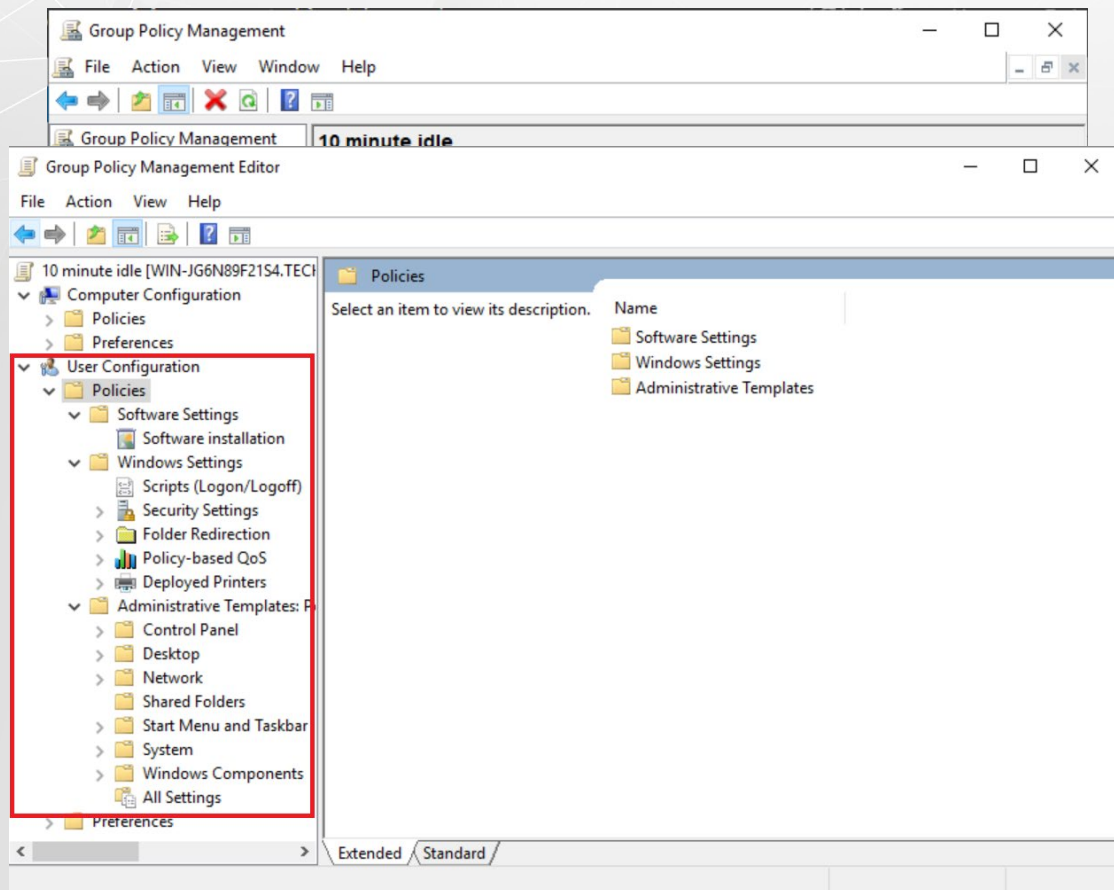 Group Policy Management
File Action View Window Help
Group Policy Management
10 minute idle
Group Policy Management Editor
File Action View Help
10 minute idle [WIN-JG6N89F21S4.TECH
Computer Configuration
Policies
Preferences
User Configuration
Policies
Software Settings
Software installation
Windows Settings
Scripts (Logon/Logoff)
Security Settings
Folder Redirection
Policy-based QoS
Deployed Printers
Administrative Templates: P
Control Panel
Desktop
Network
Shared Folders
Start Menu and Taskbar
System
Windows Components
All Settings
Preferences
Policies
Select an item to view its description.
Name
Software Settings
Windows Settings
Administrative Templates
Extended
Standard